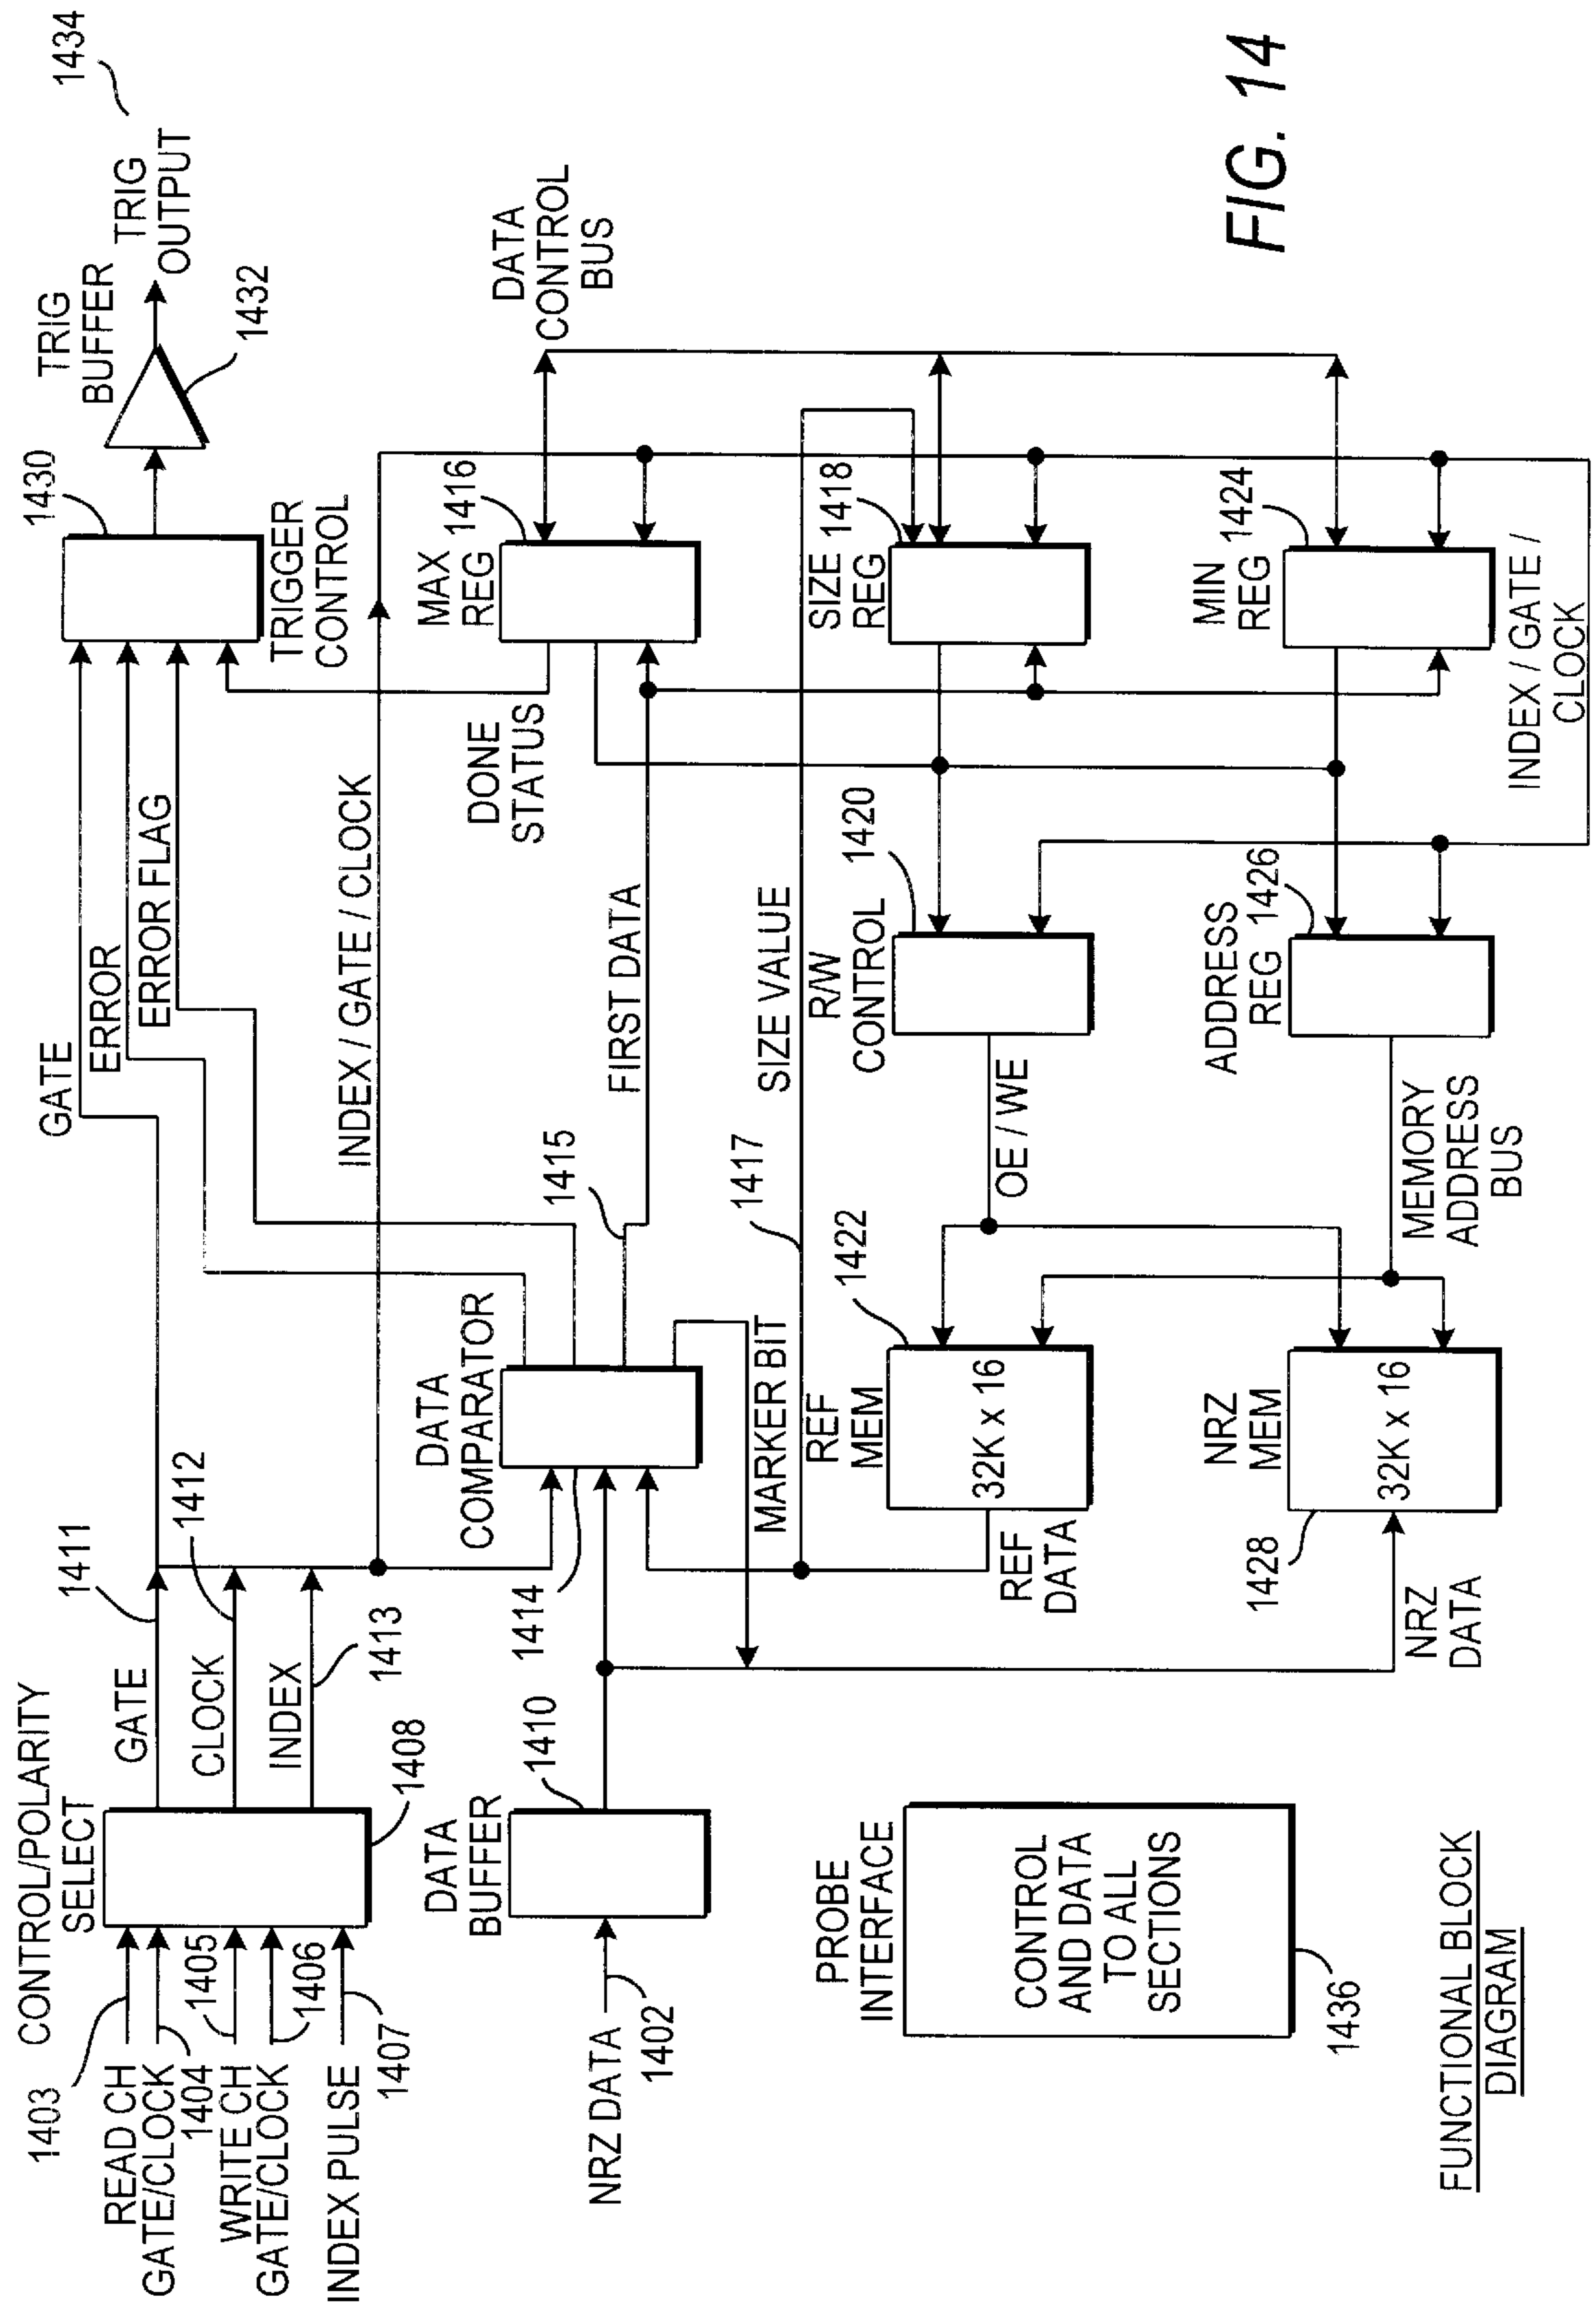 CONTROL/POLARITY
SELECT
1403
READ CH
GATE/CLOCK
1404
WRITE CH
GATE/CLOCK
1405
1406
INDEX PULSE
1407
1408
GATE
CLOCK
INDEX
1411
1412
1413
GATE
ERROR
ERROR FLAG
INDEX / GATE / CLOCK
1430
TRIGGER
CONTROL
TRIG
BUFFER
1432
TRIG
OUTPUT
1434
NRZ DATA
1402
DATA
BUFFER
1410
DATA
COMPARATOR
1414
1415
FIRST DATA
DONE
STATUS
MAX
REG
1416
DATA
CONTROL
BUS
MARKER BIT
1417
SIZE VALUE
SIZE
REG
1418
R/W
CONTROL
1420
OE / WE
REF
MEM
1422
32K x 16
REF
DATA
MIN
REG
1424
ADDRESS
REG
1426
MEMORY
ADDRESS
BUS
NRZ
MEM
32K x 16
1428
NRZ
DATA
INDEX / GATE /
CLOCK
PROBE
INTERFACE
CONTROL
AND DATA
TO ALL
SECTIONS
1436
FUNCTIONAL BLOCK
DIAGRAM
FIG. 14